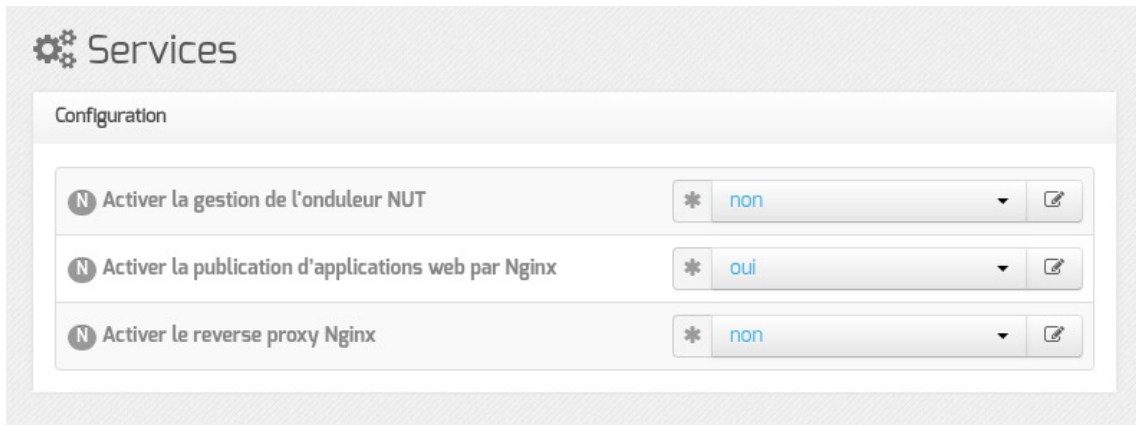 Services
Configuration
N Activer la gestion de l'onduleur NUT * non
N Activer la publication d'applications web par Nginx * oui
N Activer le reverse proxy Nginx * non